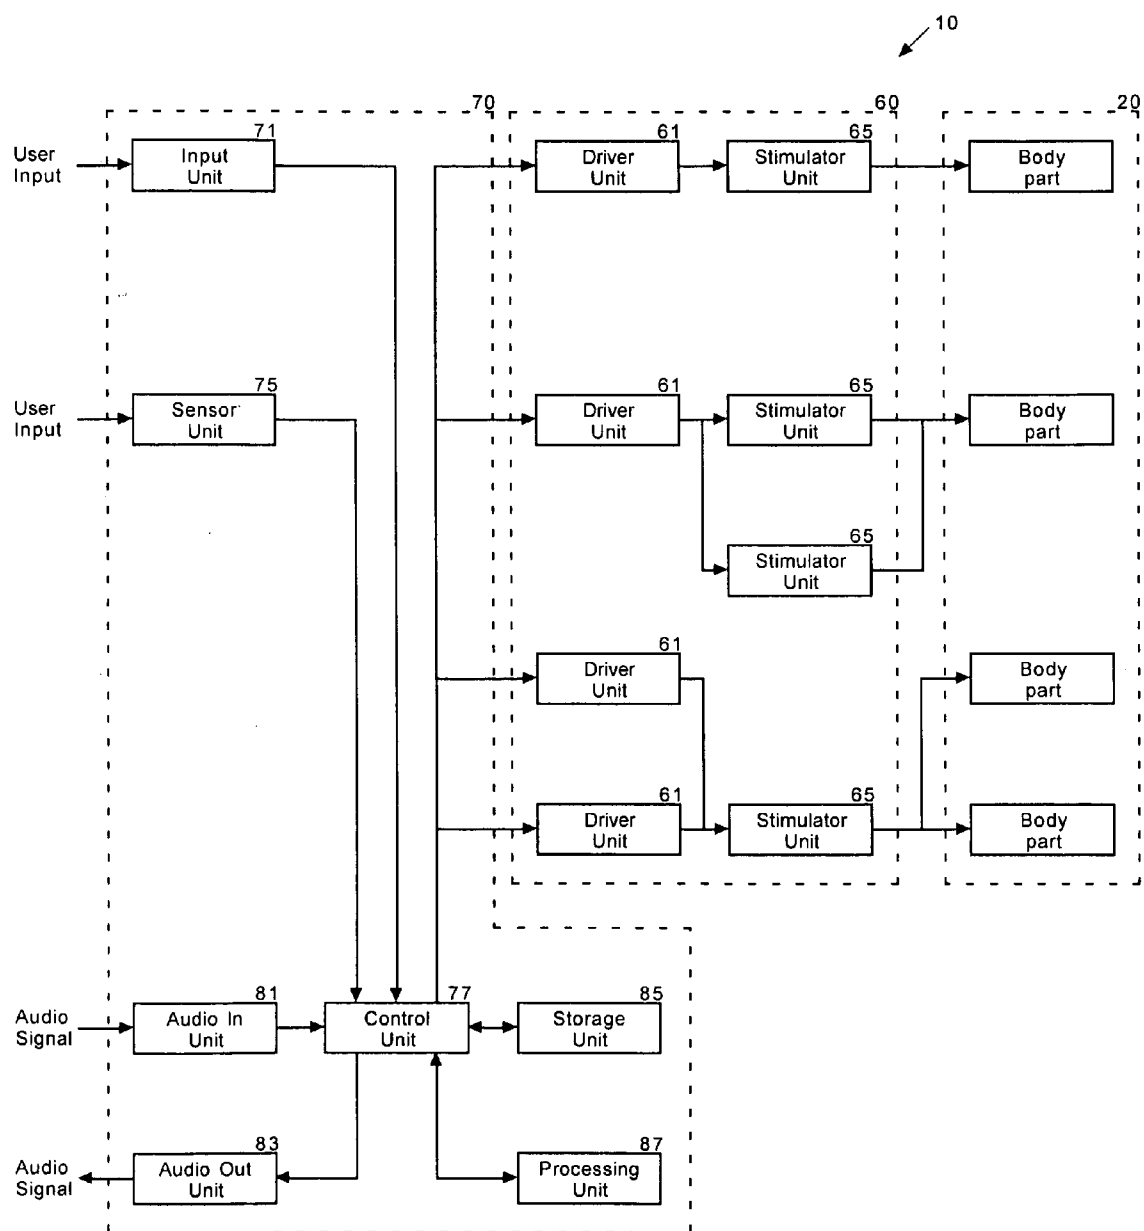 10
70
60
20
71
61
65
User Input
Input Unit
Driver Unit
Stimulator Unit
Body part
75
61
65
User Input
Sensor Unit
Driver Unit
Stimulator Unit
Body part
65
Stimulator Unit
61
Driver Unit
Body part
61
65
Driver Unit
Stimulator Unit
Body part
81
77
85
Audio Signal
Audio In Unit
Control Unit
Storage Unit
83
87
Audio Signal
Audio Out Unit
Processing Unit